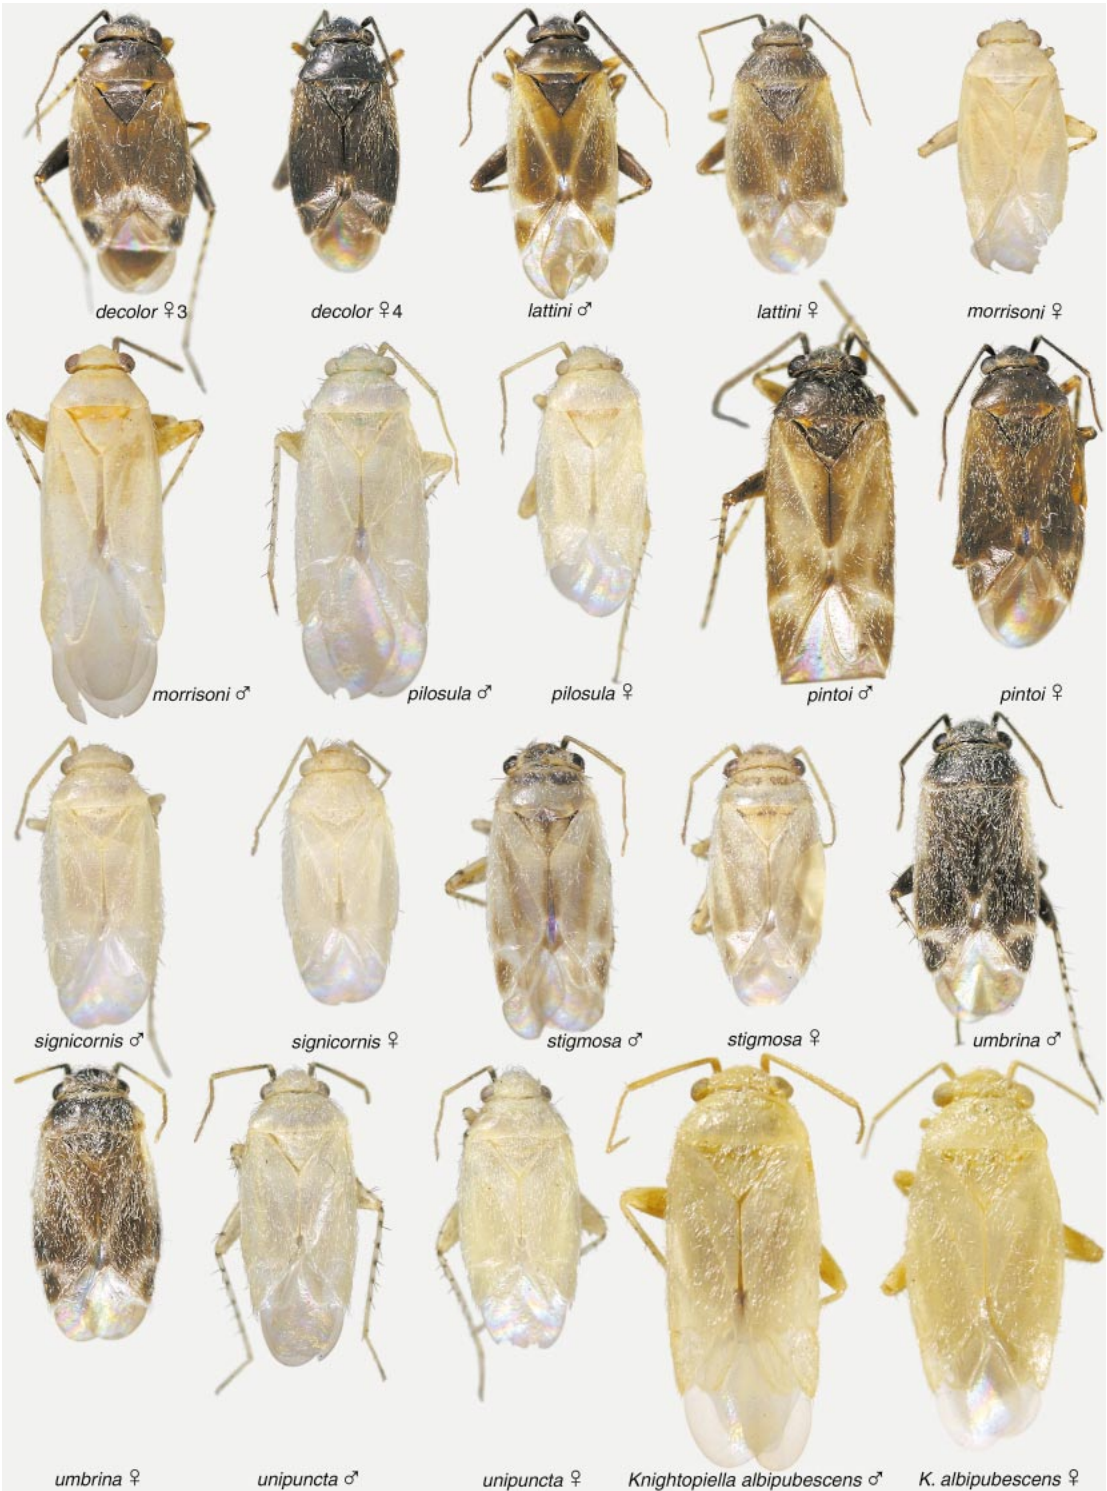 decolor ♀3
decolor ♀4
lattini ♂
lattini ♀
morrisoni ♀
morrisoni ♂
pilosula ♂
pilosula ♀
pintoi ♂
pintoi ♀
signicornis ♂
signicornis ♀
stigmosa ♂
stigmosa ♀
umbrina ♂
umbrina ♀
unipuncta ♂
unipuncta ♀
Knightopiella albipubescens ♂
K. albipubescens ♀